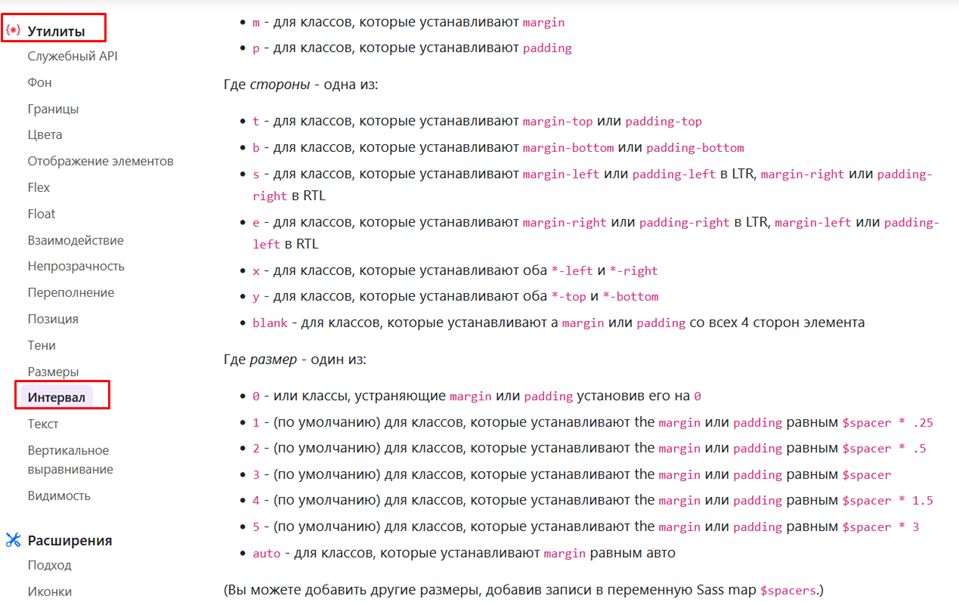 Утилиты
Служебный API
Фон
Границы
Цвета
Отображение элементов
Flex
Float
Взаимодействие
Непрозрачность
Переполнение
Позиция
Тени
Размеры
Интервал
Текст
Вертикальное
выравнивание
Видимость
Расширения
Подход
Иконки
m - для классов, которые устанавливают margin
p - для классов, которые устанавливают padding
Где стороны - одна из:
t - для классов, которые устанавливают margin-top или padding-top
b - для классов, которые устанавливают margin-bottom или padding-bottom
s - для классов, которые устанавливают margin-left или padding-left в LTR, margin-right или padding-
right в RTL
e - для классов, которые устанавливают margin-right или padding-right в LTR, margin-left или padding-
left в RTL
x - для классов, которые устанавливают оба *-left и *-right
y - для классов, которые устанавливают оба *-top и *-bottom
blank - для классов, которые устанавливают a margin или padding со всех 4 сторон элемента
Где размер - один из:
0 - или классы, устраняющие margin или padding установив его на 0
1 - (по умолчанию) для классов, которые устанавливают the margin или padding равным $spacer * .25
2 - (по умолчанию) для классов, которые устанавливают the margin или padding равным $spacer * .5
3 - (по умолчанию) для классов, которые устанавливают the margin или padding равным $spacer
4 - (по умолчанию) для классов, которые устанавливают the margin или padding равным $spacer * 1.5
5 - (по умолчанию) для классов, которые устанавливают the margin или padding равным $spacer * 3
auto - для классов, которые устанавливают margin равным авто
(Вы можете добавить другие размеры, добавив записи в переменную Sass map $spacers.)